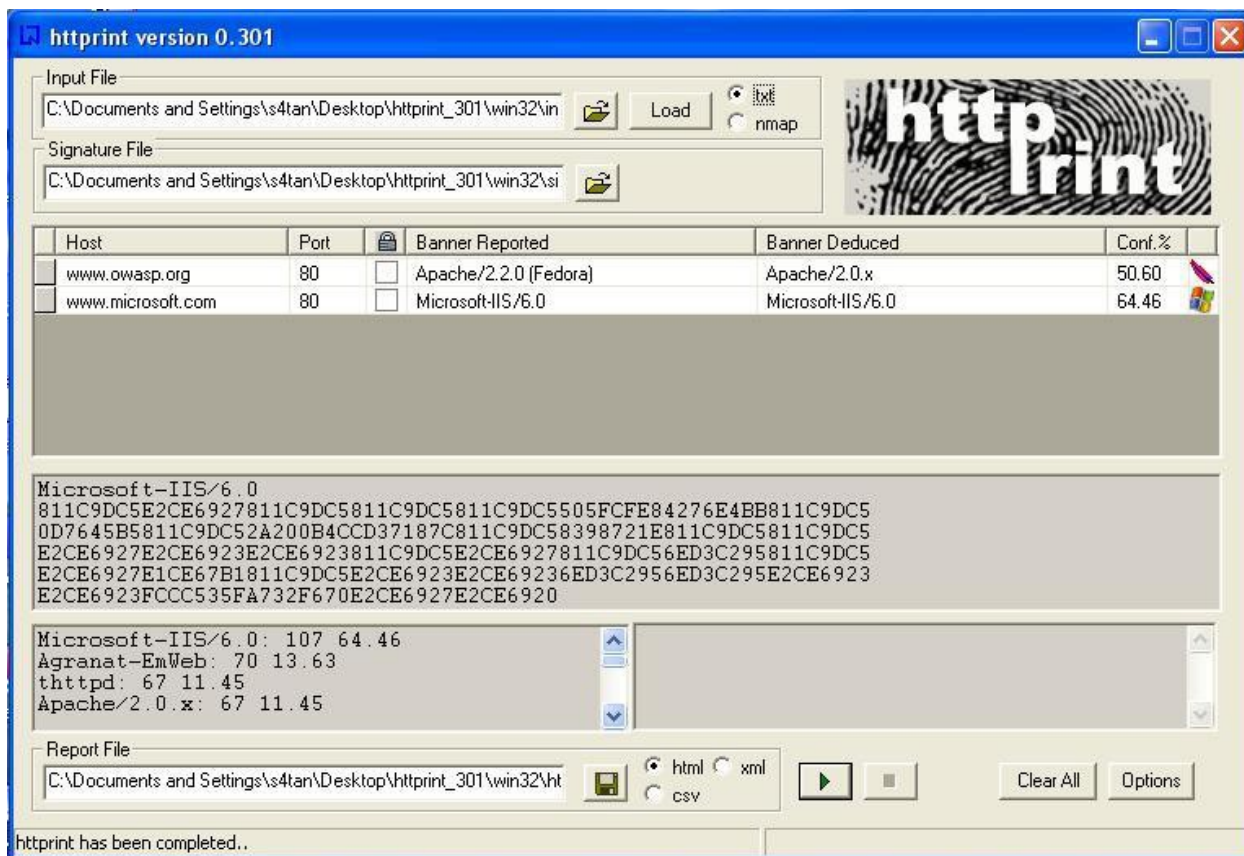 httprint version 0.301
Input File
C:\Documents and Settings\s4tan\Desktop\httprint_301\win32\in
Load
txt
nmap
http
print
Signature File
C:\Documents and Settings\s4tan\Desktop\httprint_301\win32\si
Host Port Banner Reported Banner Deduced Conf.%
www.owasp.org 80 Apache/2.2.0 (Fedora) Apache/2.0.x 50.60
www.microsoft.com 80 Microsoft-IIS/6.0 Microsoft-IIS/6.0 64.46
Microsoft-IIS/6.0
811C9DC5E2CE6927811C9DC5811C9DC5811C9DC5505FCFE84276E4BB811C9DC5
0D7645B5811C9DC52A200B4CCD37187C811C9DC58398721E811C9DC5811C9DC5
E2CE6927E2CE6923E2CE6923811C9DC5E2CE6927811C9DC56ED3C295811C9DC5
E2CE6927E1CE67B1811C9DC5E2CE6923E2CE69236ED3C2956ED3C295E2CE6923
E2CE6923FCCC535FA732F670E2CE6927E2CE6920
Microsoft-IIS/6.0: 107 64.46
Agranat-EmWeb: 70 13.63
thttpd: 67 11.45
Apache/2.0.x: 67 11.45
Report File
C:\Documents and Settings\s4tan\Desktop\httprint_301\win32\ht
html xml
csv
Clear All
Options
httprint has been completed..